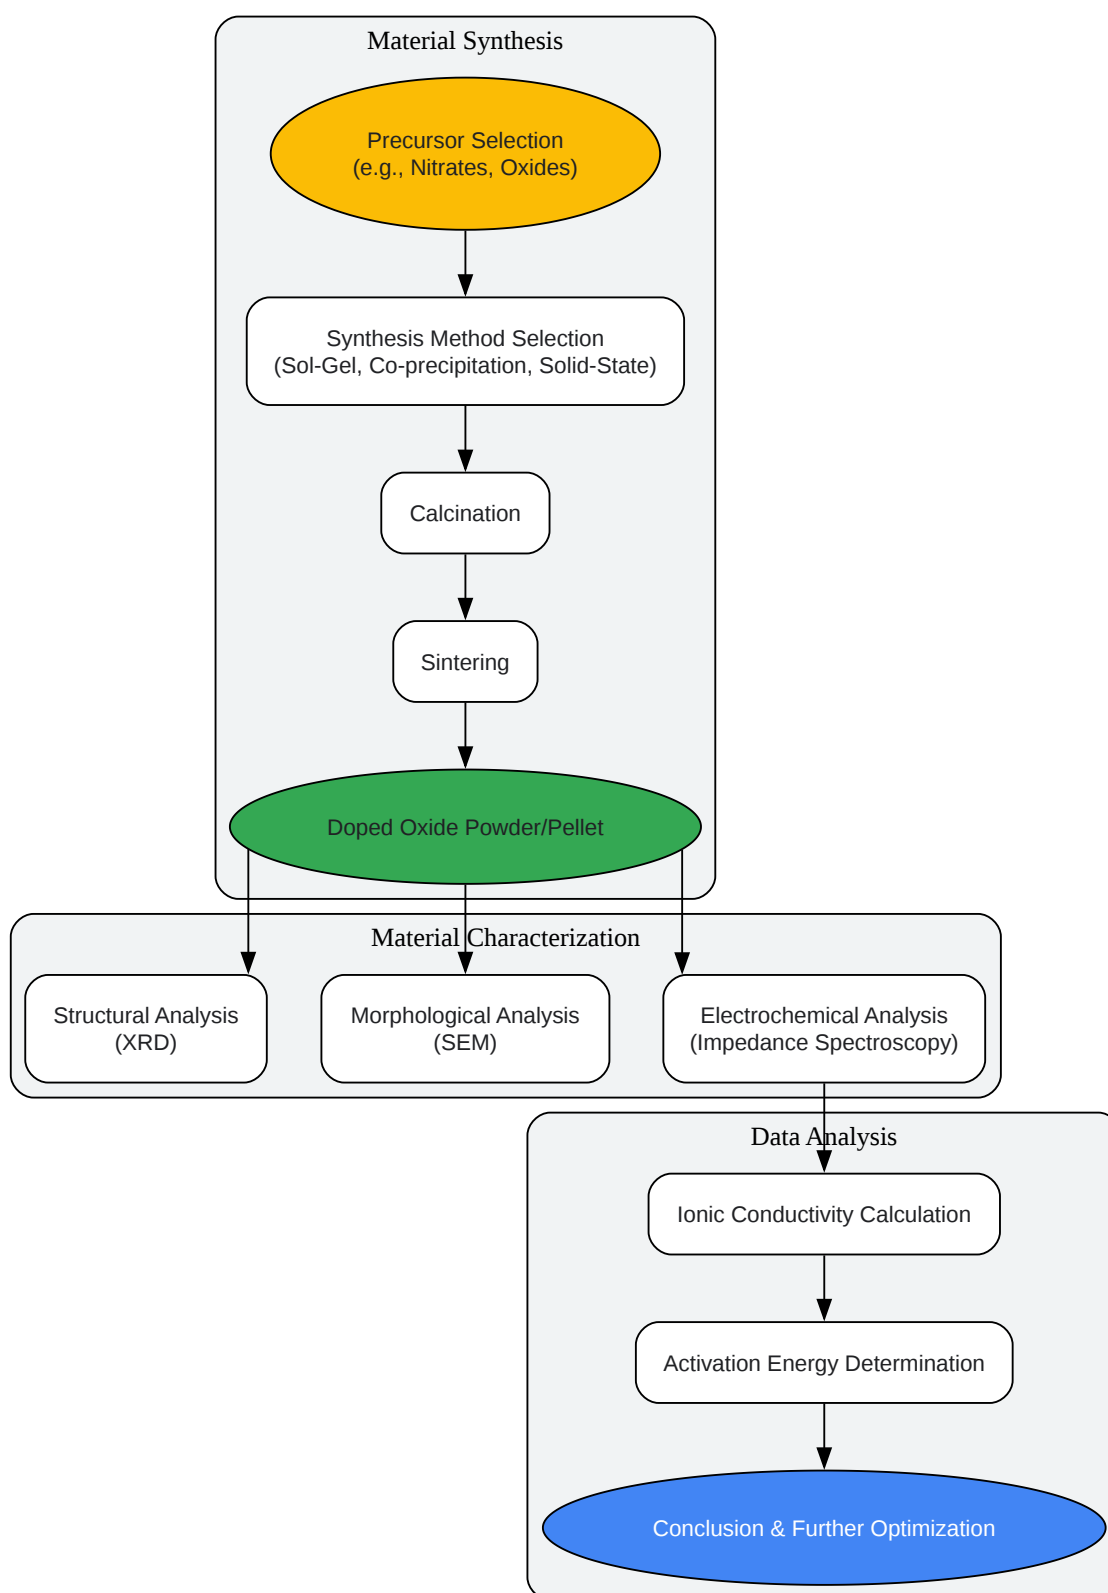 Material Synthesis
Precursor Selection
(e.g., Nitrates, Oxides)
Synthesis Method Selection
(Sol-Gel, Co-precipitation, Solid-State)
Calcination
Sintering
Doped Oxide Powder/Pellet
Material Characterization
Structural Analysis
(XRD)
Morphological Analysis
(SEM)
Electrochemical Analysis
(Impedance Spectroscopy)
Data Analysis
Ionic Conductivity Calculation
Activation Energy Determination
Conclusion & Further Optimization